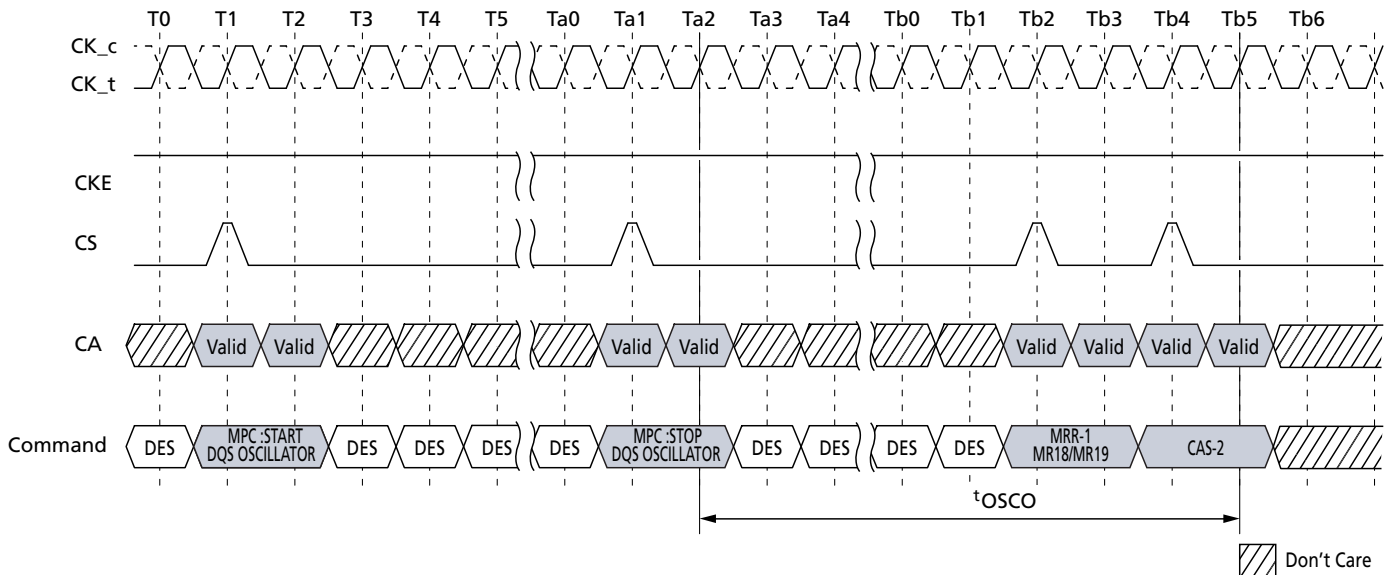 T0 T1 T2 T3 T4 T5 Ta0 Ta1 Ta2 Ta3 Ta4 Tb0 Tb1 Tb2 Tb3 Tb4 Tb5 Tb6
CK_c
CK_t
CKE
CS
CA Valid Valid Valid Valid Valid Valid Valid Valid
Command DES MPC :START DQS OSCILLATOR DES DES DES DES MPC :STOP DQS OSCILLATOR DES DES DES DES MRR-1 MR18/MR19 CAS-2
tOSCO
Don't Care